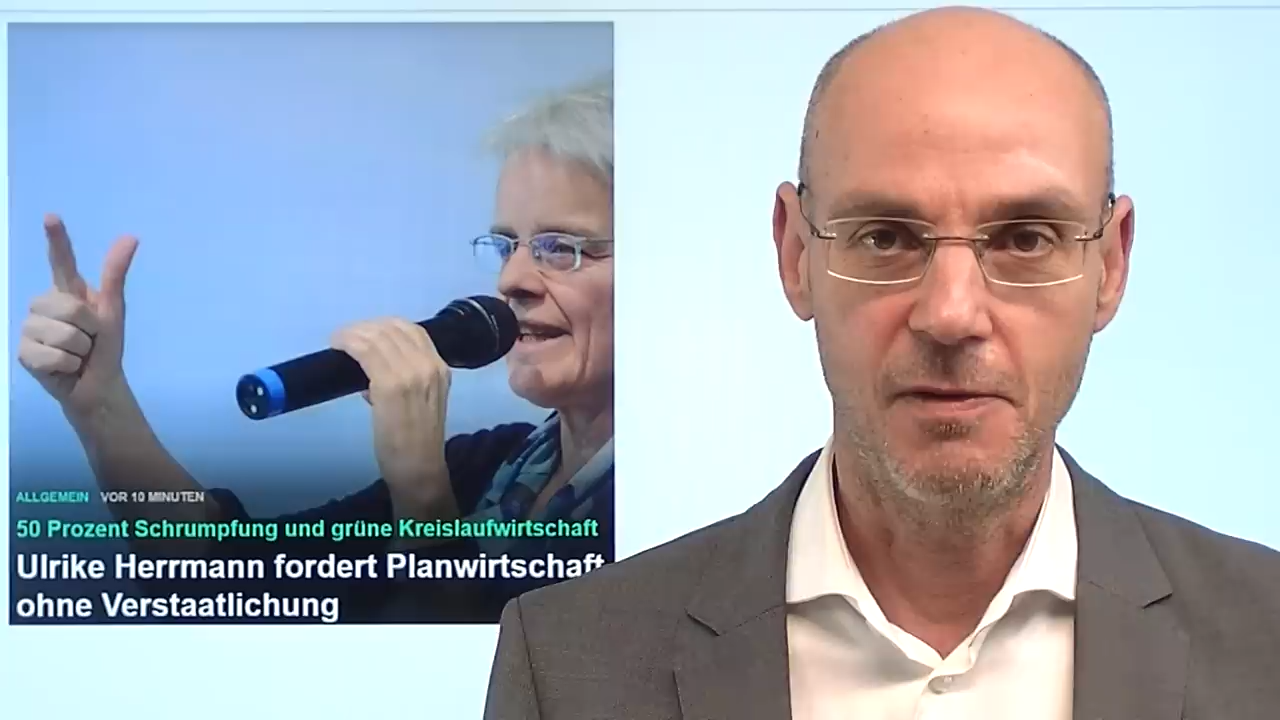 ALLGEMEIN VOR 10 MINUTEN
50 Prozent Schrumpfung und grüne Kreislaufwirtschaft
Ulrike Herrmann fordert Planwirtschaft
ohne Verstaatlichung